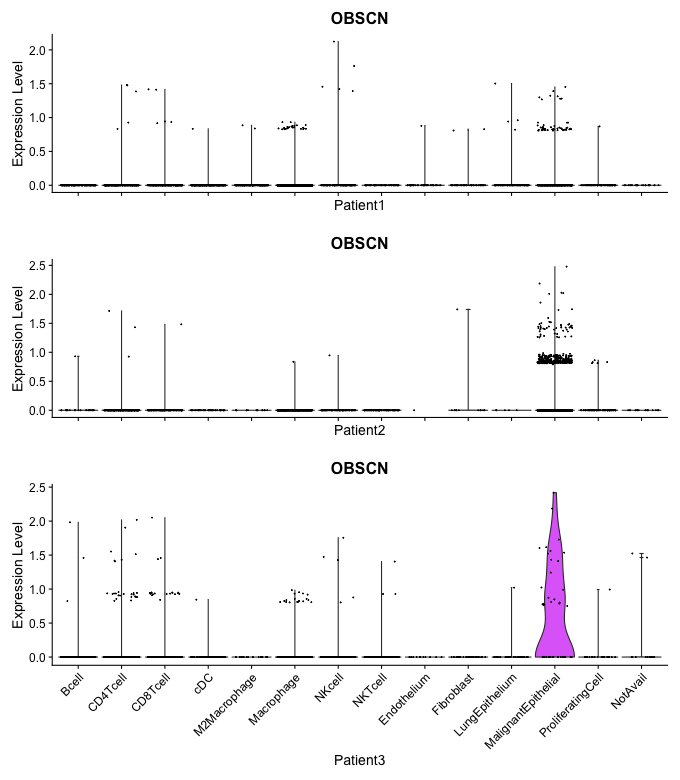 OBSCN
Expression Level
2.0
1.5
1.0
0.5
0.0
Patient1
OBSCN
Expression Level
2.5
2.0
1.5
1.0
0.5
0.0
Patient2
OBSCN
Expression Level
2.5
2.0
1.5
1.0
0.5
0.0
Bcell
CD4Tcell
CD8Tcell
cDC
M2Macrophage
Macrophage
NKcell
NKTcell
Endothelium
Fibroblast
LungEpithelium
MalignantEpithelial
ProliferatingCell
NotAvail
Patient3